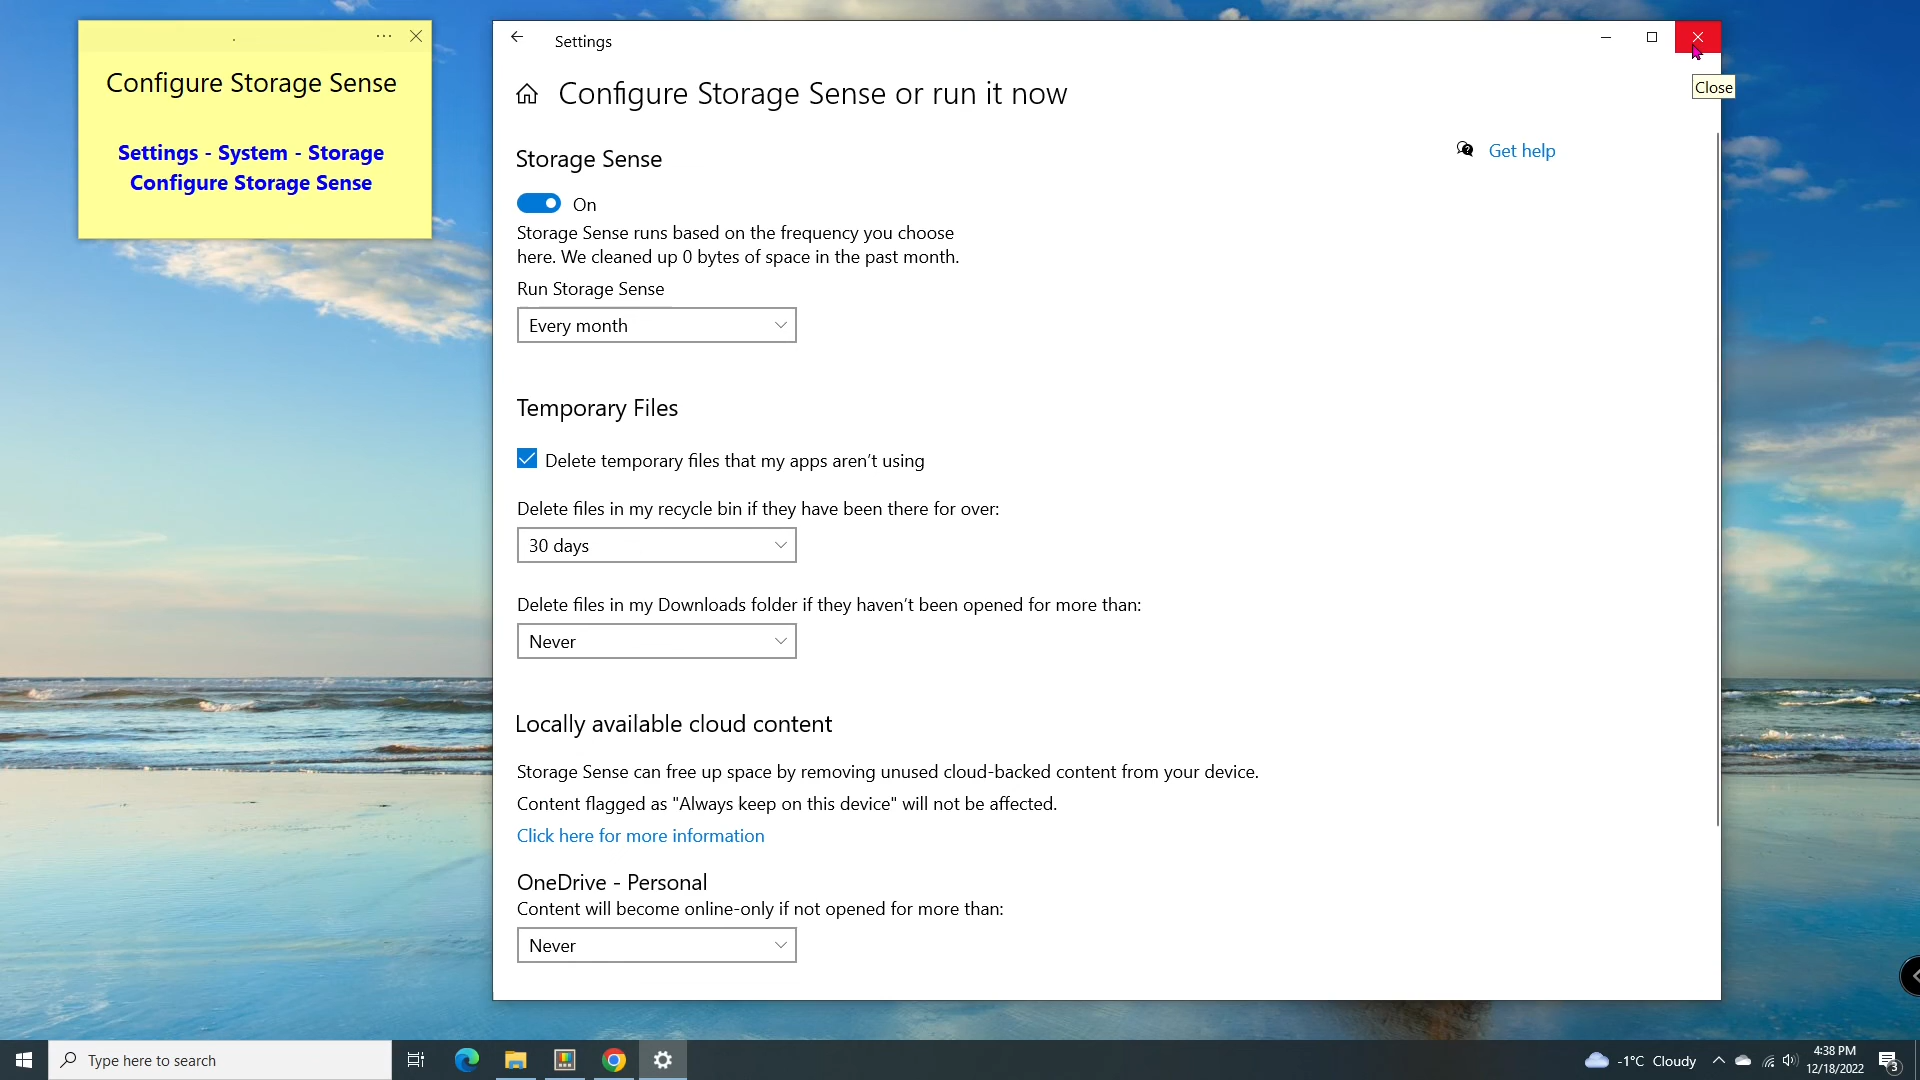 Configure Storage Sense
Settings - System - Storage
Configure Storage Sense
Settings
Configure Storage Sense or run it now
Close
Storage Sense
Get help
On
Storage Sense runs based on the frequency you choose
here. We cleaned up 0 bytes of space in the past month.
Run Storage Sense
Every month
Temporary Files
Delete temporary files that my apps aren't using
Delete files in my recycle bin if they have been there for over:
30 days
Delete files in my Downloads folder if they haven't been opened for more than:
Never
Locally available cloud content
Storage Sense can free up space by removing unused cloud-backed content from your device.
Content flagged as "Always keep on this device" will not be affected.
Click here for more information
OneDrive - Personal
Content will become online-only if not opened for more than:
Never
Type here to search
-1°C Cloudy
4:38 PM
12/18/2022
3